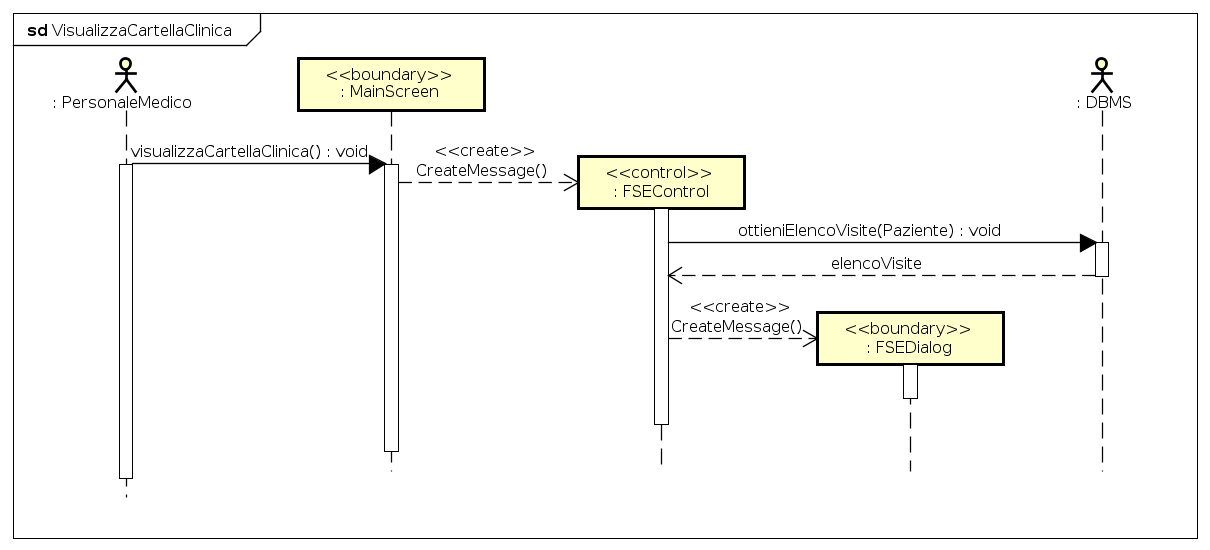 sd VisualizzaCartellaClinica
: PersonaleMedico
<<boundary>>
: MainScreen
: DBMS
visualizzaCartellaClinica() : void
<<create>>
CreateMessage()
<<control>>
: FSEControl
ottieniElencoVisite(Paziente) : void
elencoVisite
<<create>>
CreateMessage()
<<boundary>>
: FSEDialog